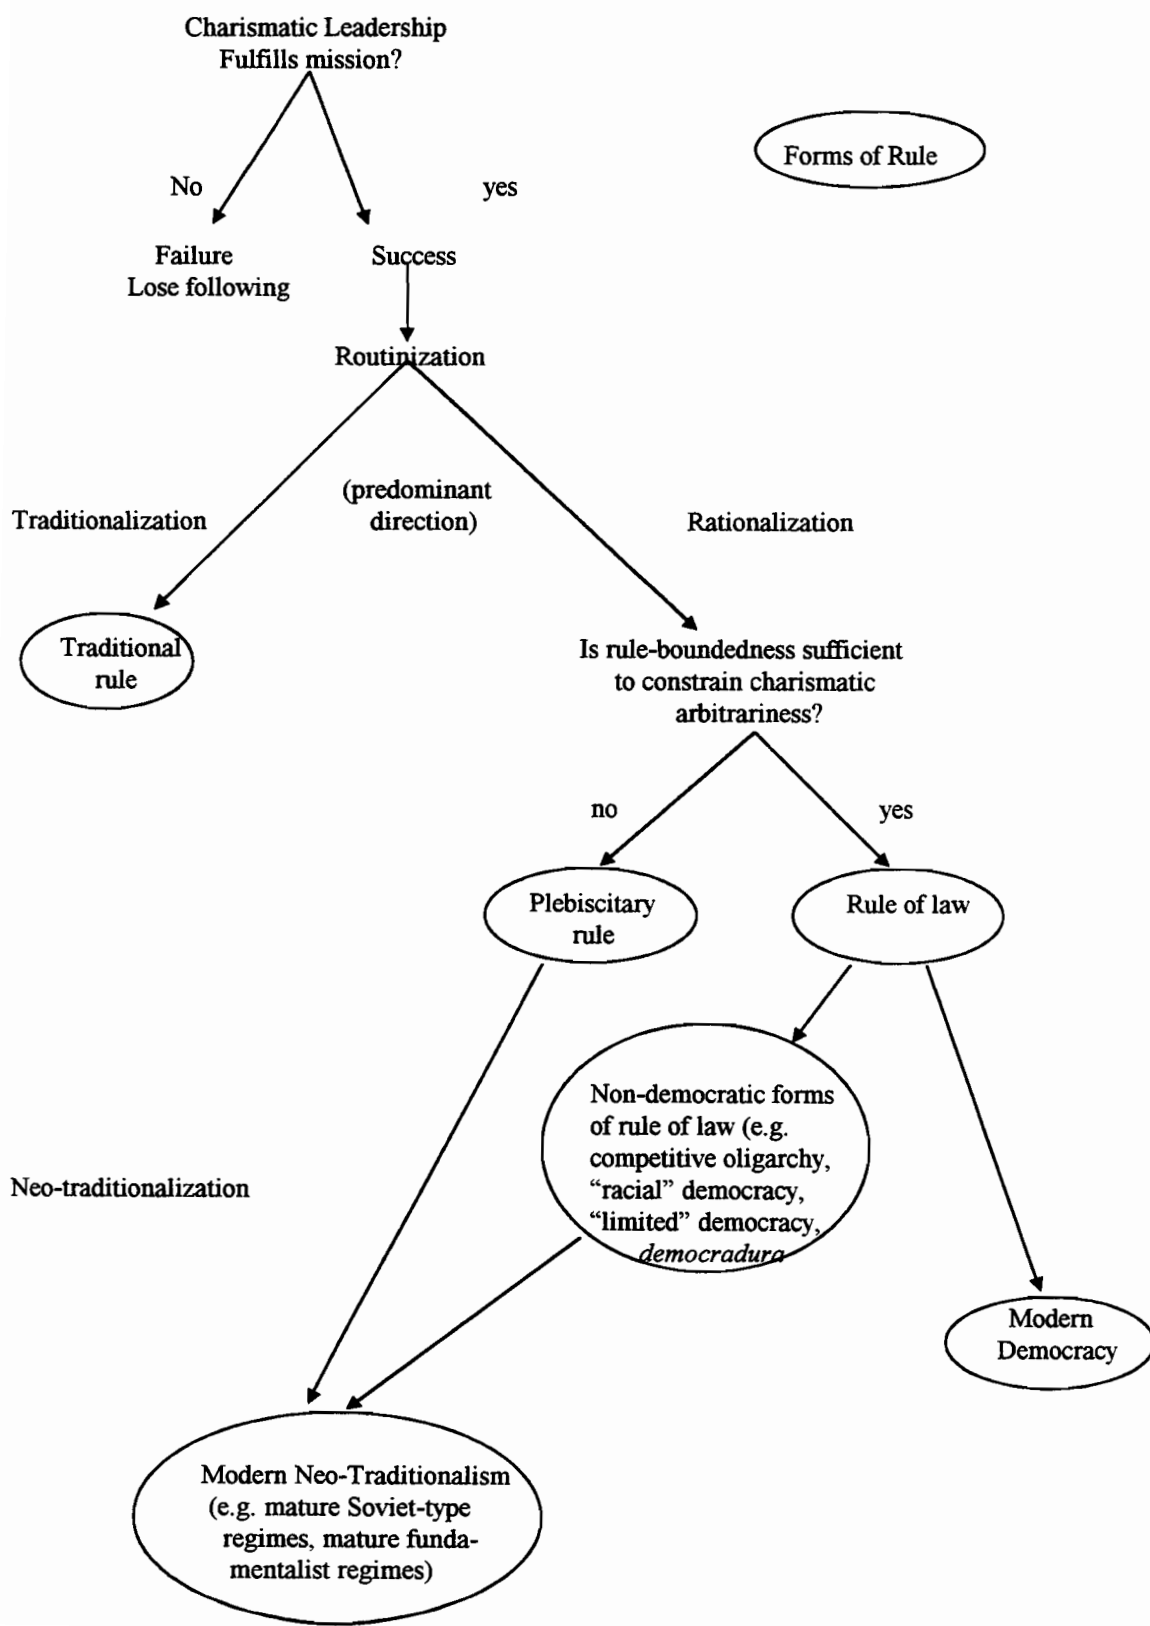 Charismatic Leadership
Fulfills mission?
Forms of Rule
No
yes
Failure
Lose following
Success
Routinization
(predominant
direction)
Traditionalization
Rationalization
Traditional
rule
Is rule-boundedness sufficient
to constrain charismatic
arbitrariness?
no
yes
Plebiscitary
rule
Rule of law
Non-democratic forms
of rule of law (e.g.
competitive oligarchy,
“racial” democracy,
“limited” democracy,
democradura
Neo-traditionalization
Modern
Democracy
Modern Neo-Traditionalism
(e.g. mature Soviet-type
regimes, mature funda-
mentalist regimes)